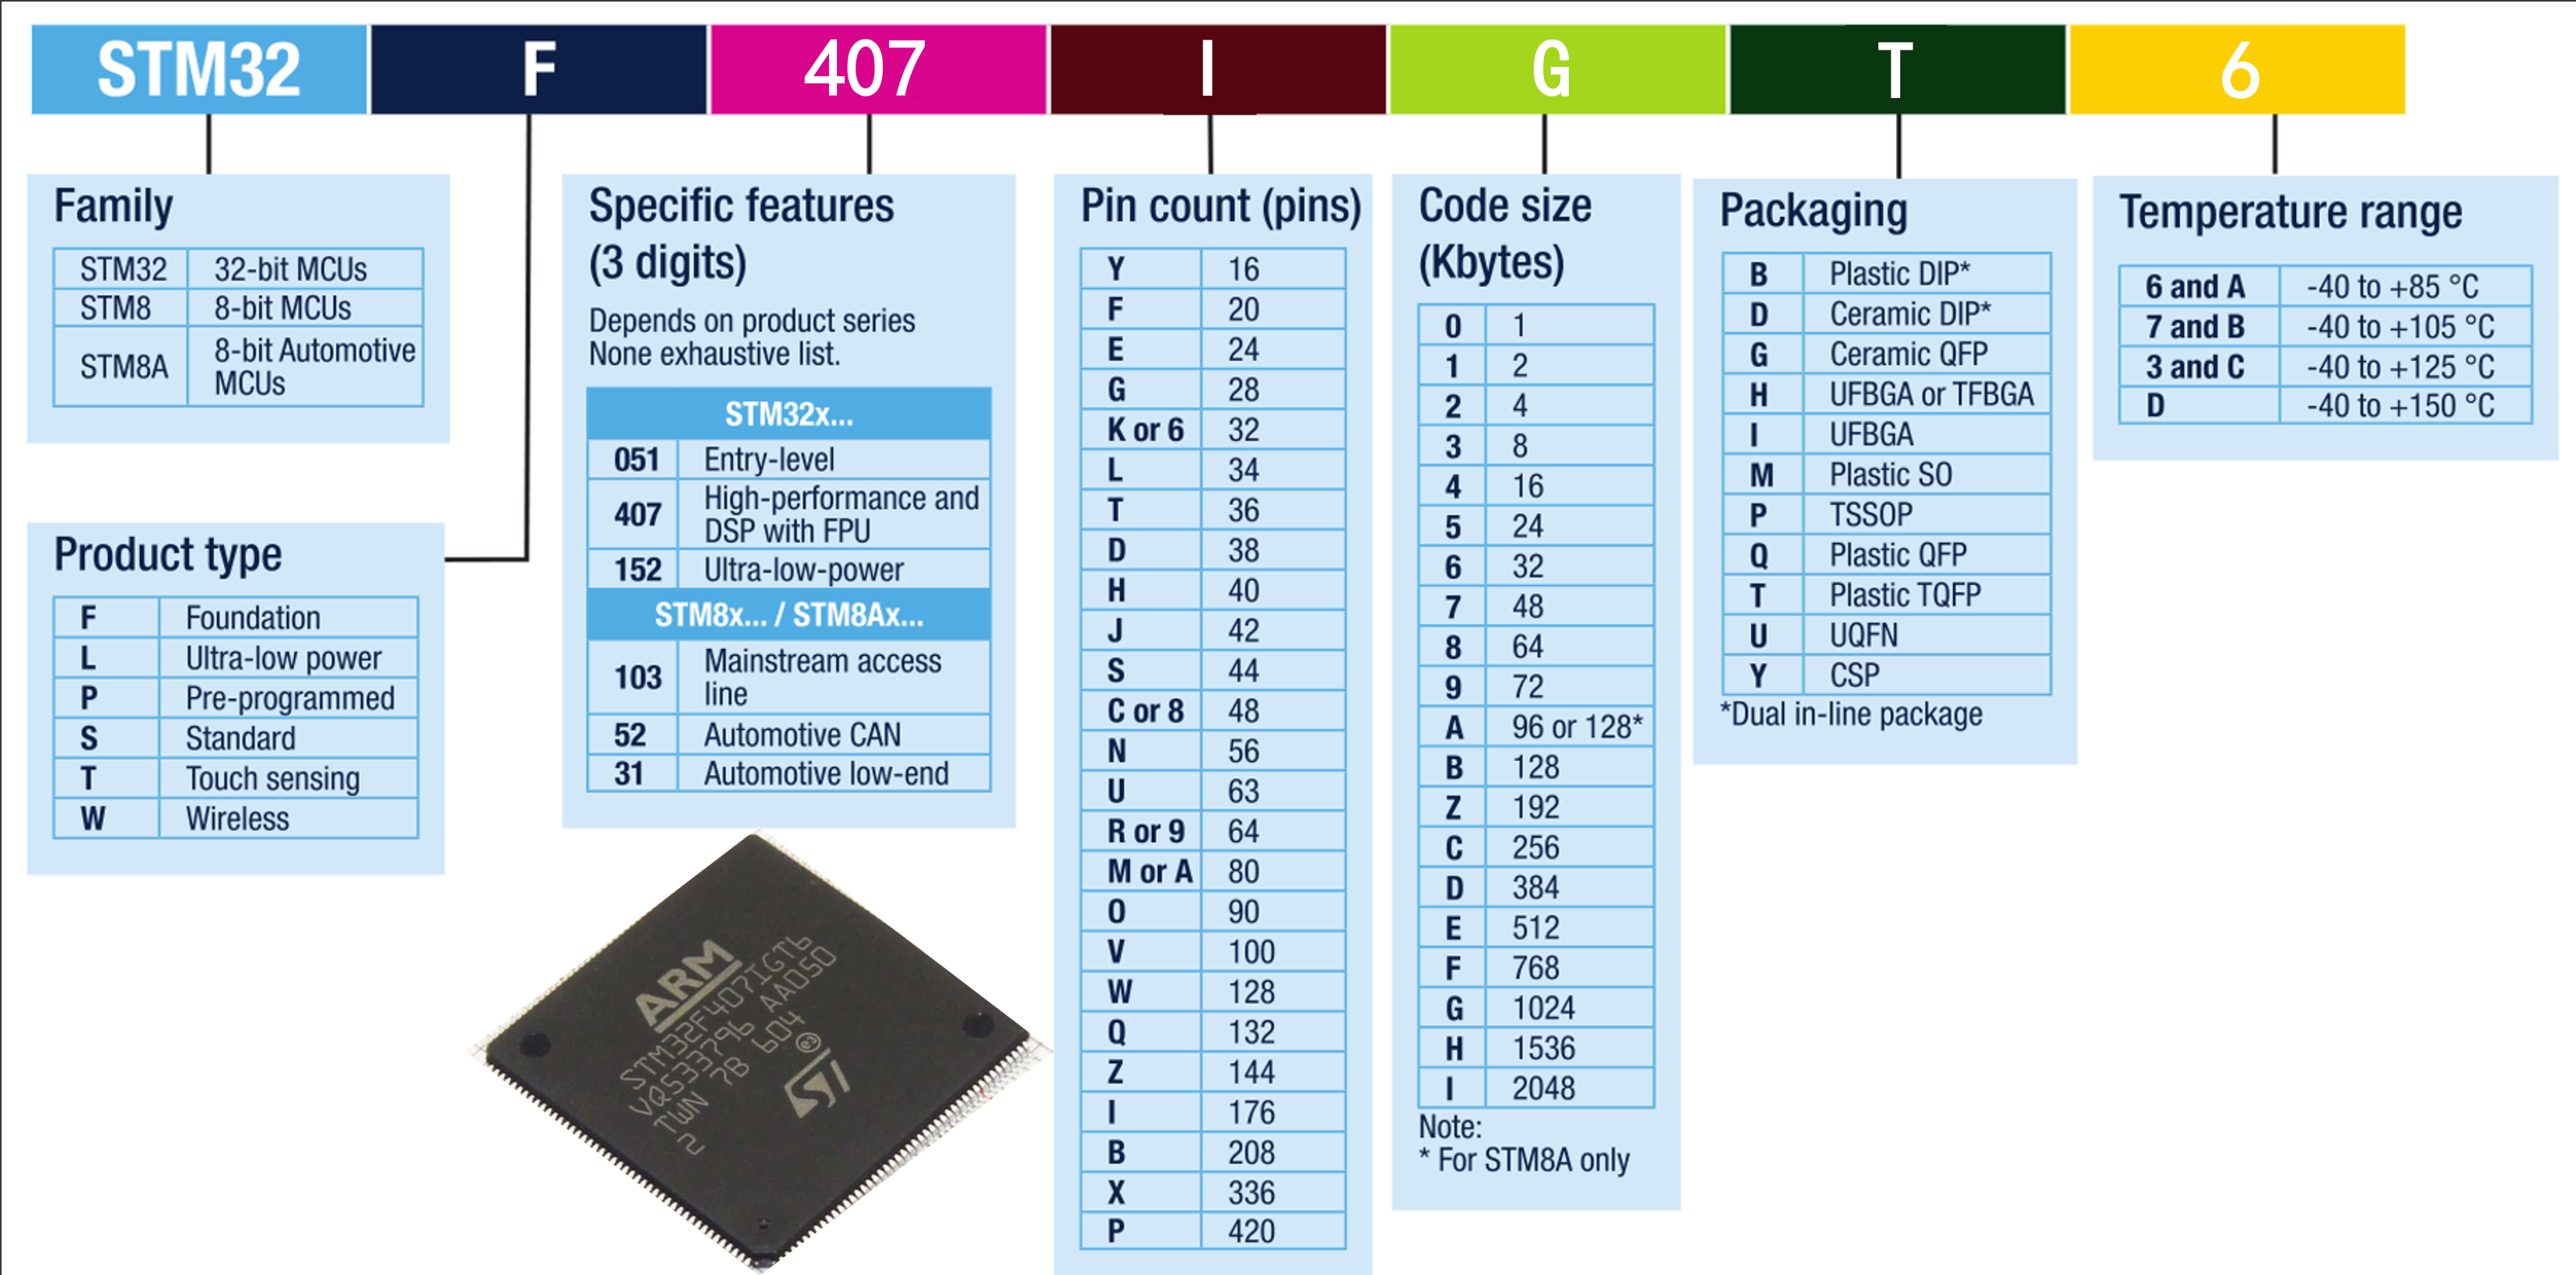 STM32 F 407 I G T 6
Family
STM32 32-bit MCUs
STM8 8-bit MCUs
STM8A 8-bit Automotive
MCUs
Product type
F Foundation
L Ultra-low power
P Pre-programmed
S Standard
T Touch sensing
W Wireless
Specific features
(3 digits)
Depends on product series
None exhaustive list.
STM32x...
051 Entry-level
407 High-performance and
DSP with FPU
152 Ultra-low-power
STM8x... / STM8Ax...
103 Mainstream access
line
52 Automotive CAN
31 Automotive low-end
ARM
STM32F407IGT6
VQ533796 AA050
TWN 7B 604
e3
2
ST
Pin count (pins)
Y 16
F 20
E 24
G 28
K or 6 32
L 34
T 36
D 38
H 40
J 42
S 44
C or 8 48
N 56
U 63
R or 9 64
M or A 80
O 90
V 100
W 128
Q 132
Z 144
I 176
B 208
X 336
P 420
Code size
(Kbytes)
0 1
1 2
2 4
3 8
4 16
5 24
6 32
7 48
8 64
9 72
A 96 or 128*
B 128
Z 192
C 256
D 384
E 512
F 768
G 1024
H 1536
I 2048
Note:
* For STM8A only
Packaging
B Plastic DIP*
D Ceramic DIP*
G Ceramic QFP
H UFBGA or TFBGA
I UFBGA
M Plastic SO
P TSSOP
Q Plastic QFP
T Plastic TQFP
U UQFN
Y CSP
*Dual in-line package
Temperature range
6 and A -40 to +85 °C
7 and B -40 to +105 °C
3 and C -40 to +125 °C
D -40 to +150 °C